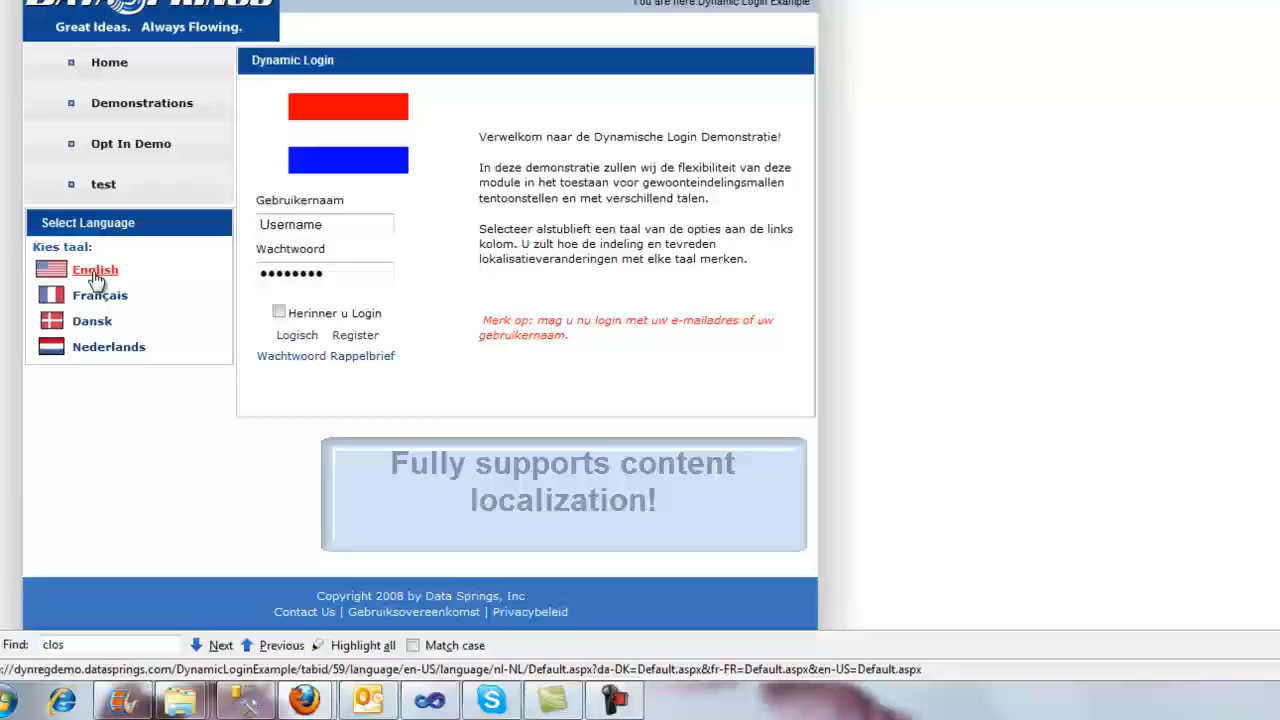 DATA SPRINGS
Great Ideas. Always Flowing.
You are here:Dynamic Login Example
Home
Demonstrations
Opt In Demo
test
Select Language
Kies taal:
English
Français
Dansk
Nederlands
Dynamic Login
Gebruikernaam
Username
Wachtwoord
Herinner u Login
Logisch Register
Wachtwoord Rappelbrief
Verwelkom naar de Dynamische Login Demonstratie!
In deze demonstratie zullen wij de flexibiliteit van deze
module in het toestaan voor gewoonteindelingsmallen
tentoonstellen en met verschillend talen.
Selecteer alstublieft een taal van de opties aan de links
kolom. U zult hoe de indeling en tevreden
lokalisatieveranderingen met elke taal merken.
Merk op: mag u nu login met uw e-mailadres of uw
gebruikernaam.
Fully supports content
localization!
Copyright 2008 by Data Springs, Inc
Contact Us | Gebruiksovereenkomst | Privacybeleid
Find: clos Next Previous Highlight all Match case
://dynregdemo.datasprings.com/DynamicLoginExample/tabid/59/language/en-US/language/nl-NL/Default.aspx?da-DK=Default.aspx&fr-FR=Default.aspx&en-US=Default.aspx